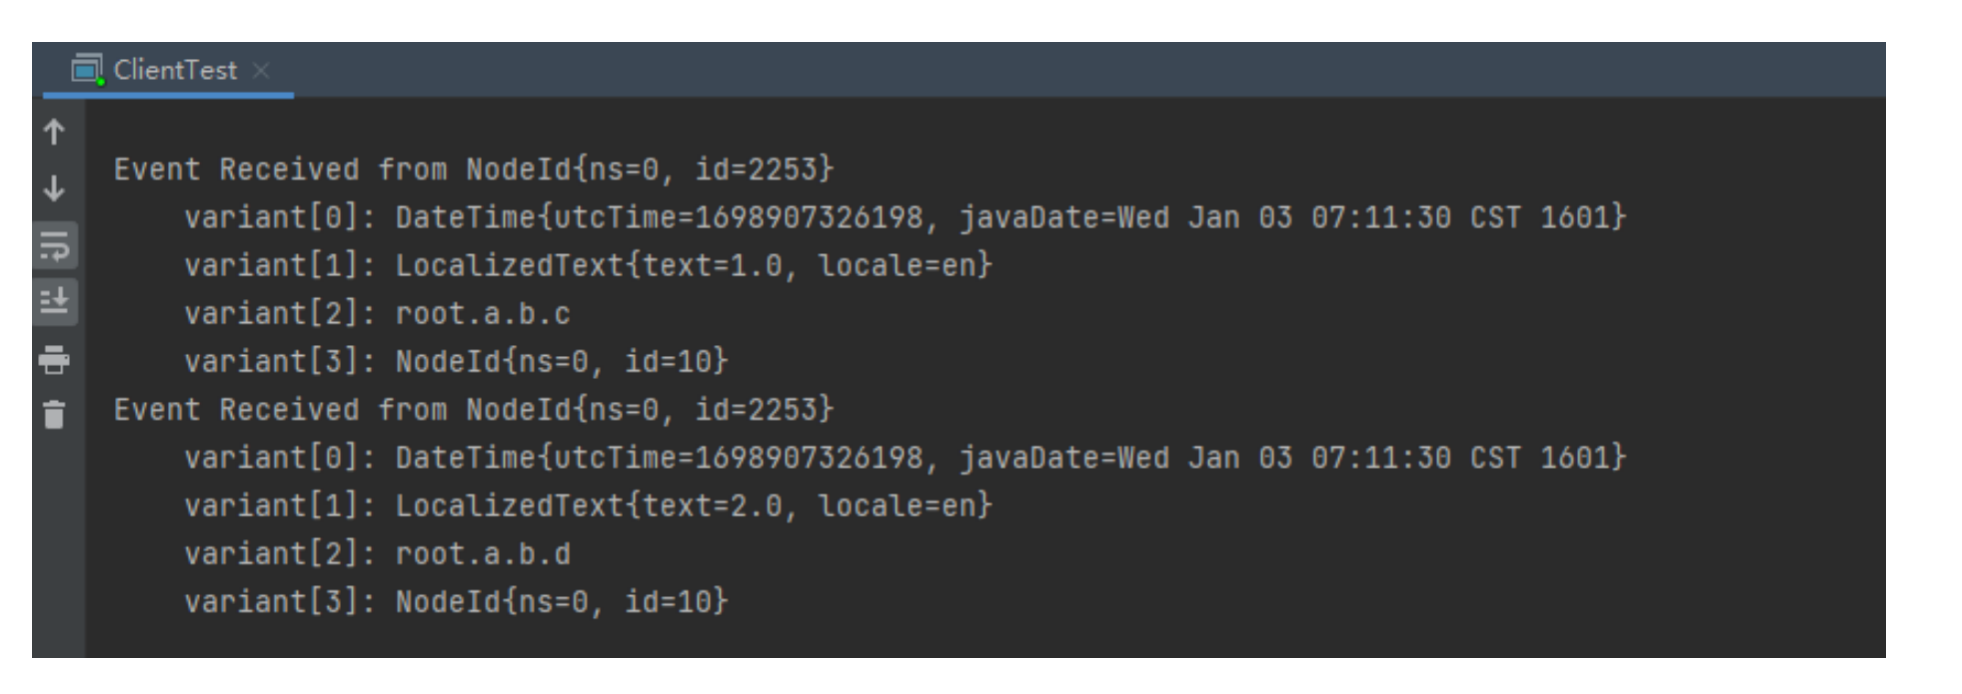 ClientTest
Event Received from NodeId{ns=0, id=2253}
variant[0]: DateTime{utcTime=1698907326198, javaDate=Wed Jan 03 07:11:30 CST 1601}
variant[1]: LocalizedText{text=1.0, locale=en}
variant[2]: root.a.b.c
variant[3]: NodeId{ns=0, id=10}
Event Received from NodeId{ns=0, id=2253}
variant[0]: DateTime{utcTime=1698907326198, javaDate=Wed Jan 03 07:11:30 CST 1601}
variant[1]: LocalizedText{text=2.0, locale=en}
variant[2]: root.a.b.d
variant[3]: NodeId{ns=0, id=10}